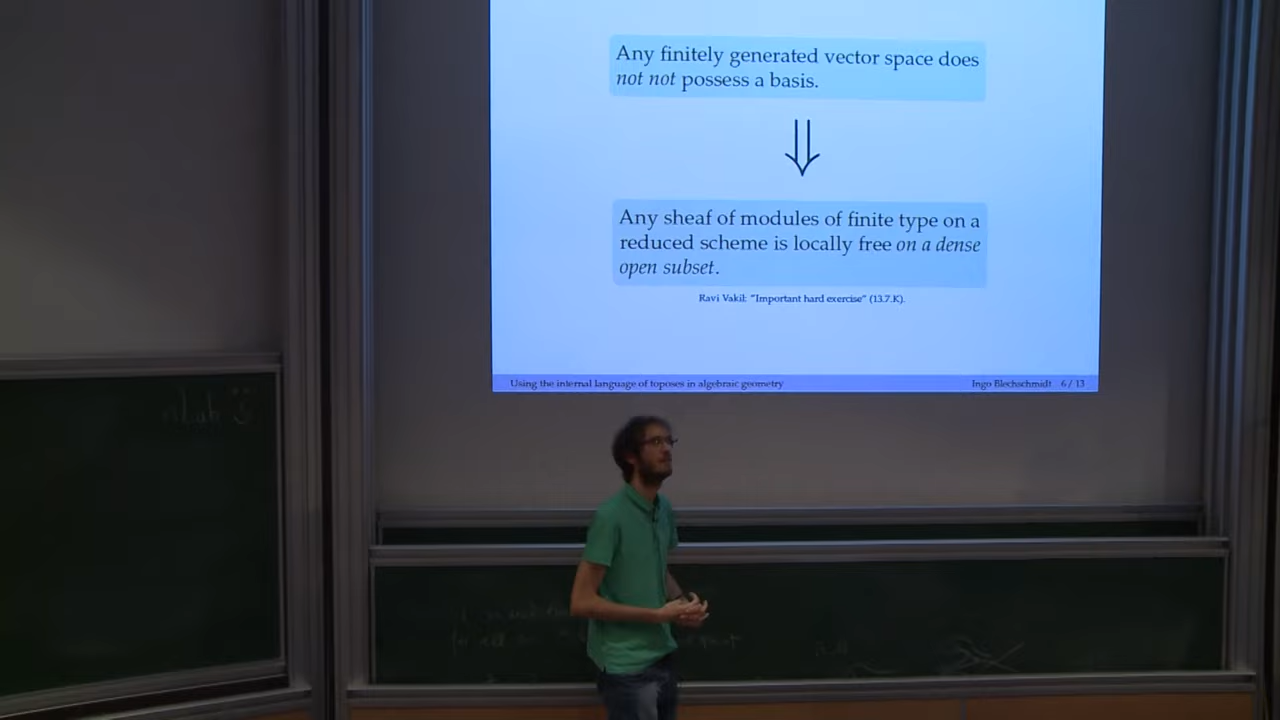 Any finitely generated vector space does
not not possess a basis.
Any sheaf of modules of finite type on a
reduced scheme is locally free on a dense
open subset.
Ravi Vakil: "Important hard exercise" (13.7.K).
Using the internal language of toposes in algebraic geometry
Ingo Blechschmidt 6 / 13